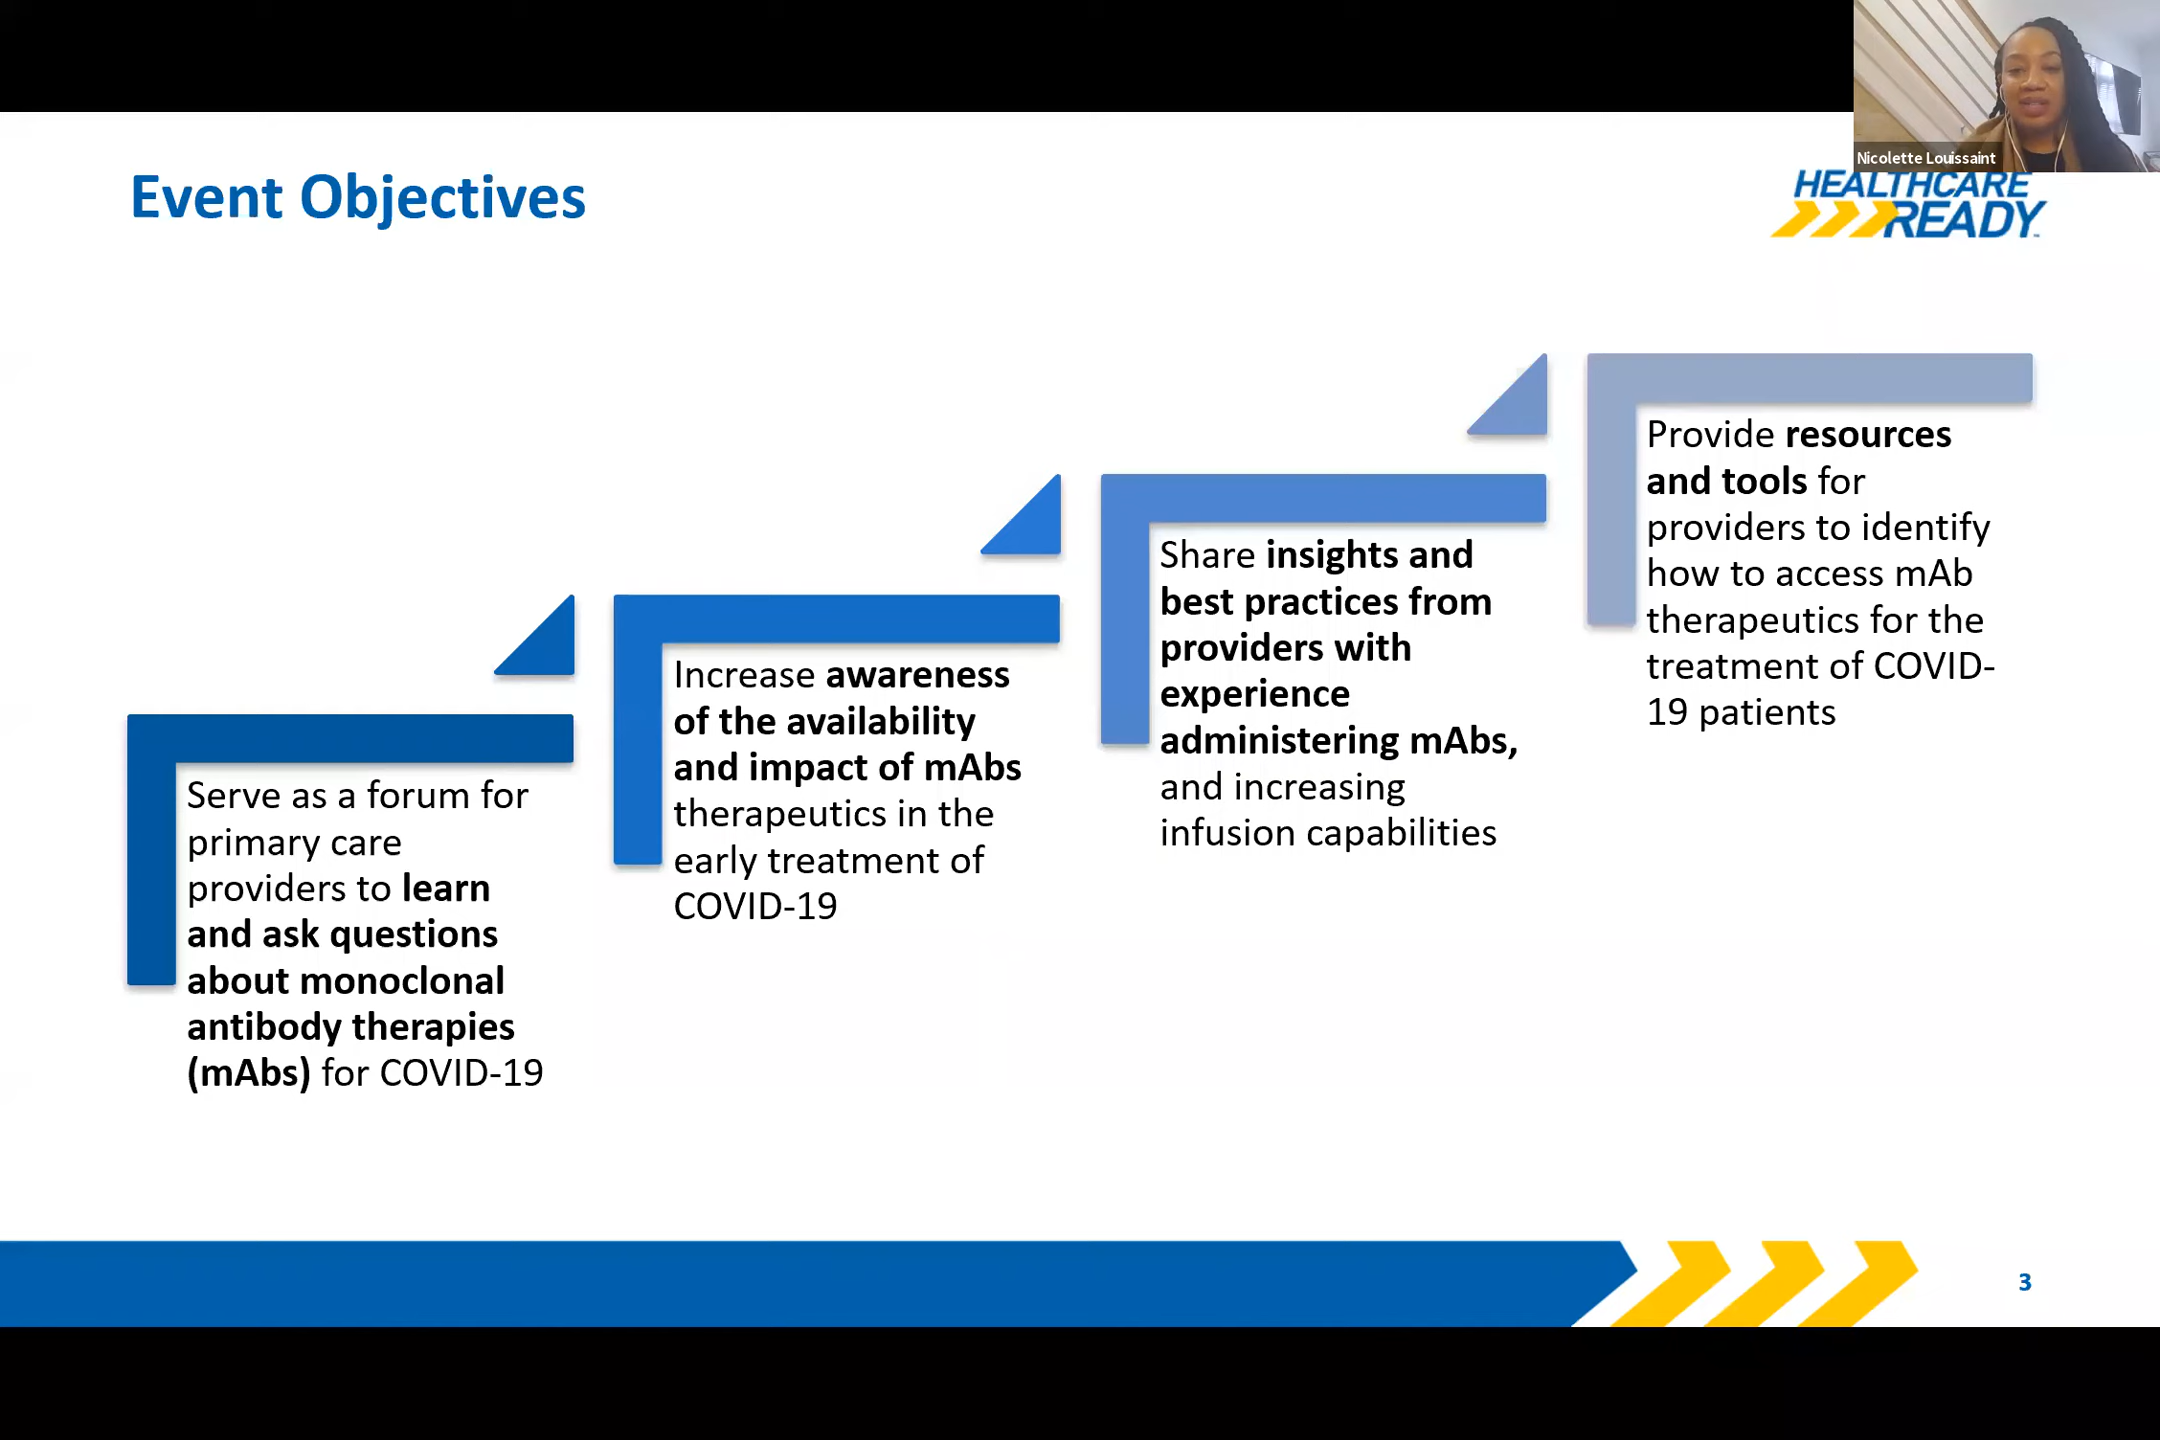 Nicolette Louissaint
Event Objectives
HEALTHCARE
READY
Serve as a forum for
primary care
providers to learn
and ask questions
about monoclonal
antibody therapies
(mAbs) for COVID-19
Increase awareness
of the availability
and impact of mAbs
therapeutics in the
early treatment of
COVID-19
Share insights and
best practices from
providers with
experience
administering mAbs,
and increasing
infusion capabilities
Provide resources
and tools for
providers to identify
how to access mAb
therapeutics for the
treatment of COVID-
19 patients
3